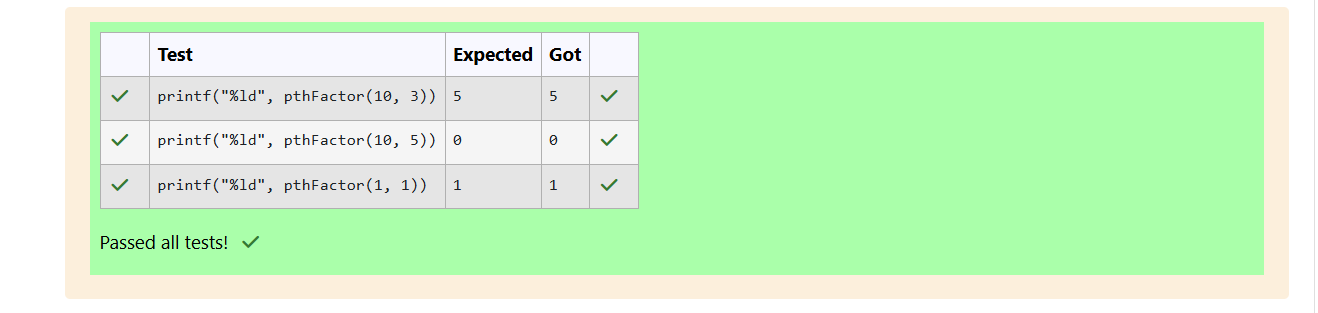 Test Expected Got
printf("%ld", pthFactor(10, 3)) 5 5
printf("%ld", pthFactor(10, 5)) 0 0
printf("%ld", pthFactor(1, 1)) 1 1
Passed all tests!